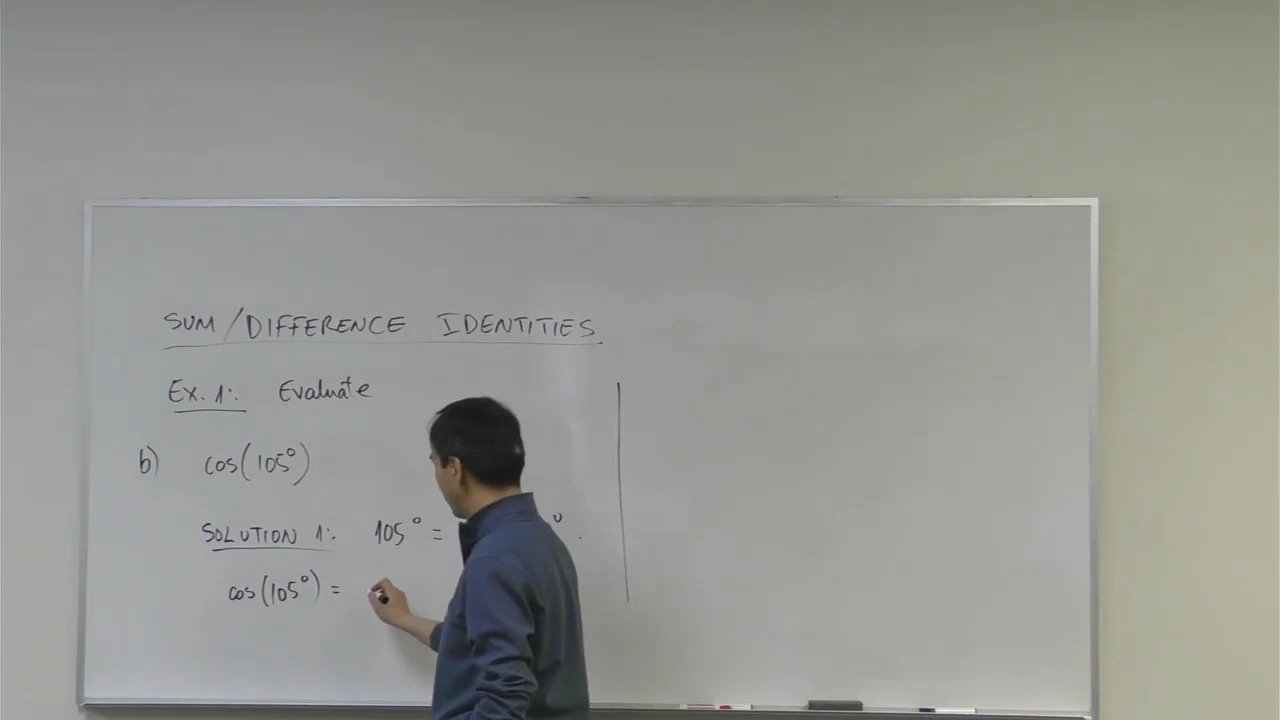 SUM/DIFFERENCE IDENTITIES
Ex. 1: Evaluate
b) cos(105°)
SOLUTION 1: 105° = ° .
cos(105°) =